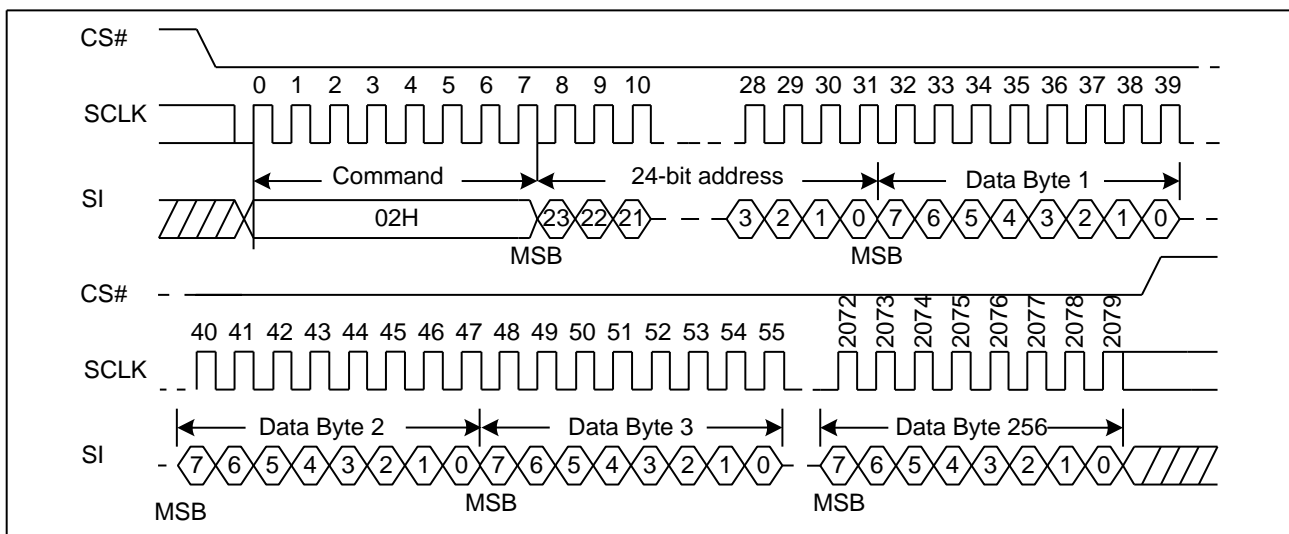 CS#
0 1 2 3 4 5 6 7 8 9 10 28 29 30 31 32 33 34 35 36 37 38 39
SCLK
Command 24-bit address Data Byte 1
SI
02H 23 22 21 3 2 1 0 7 6 5 4 3 2 1 0
MSB MSB
CS#
2072 2073 2074 2075 2076 2077 2078 2079
40 41 42 43 44 45 46 47 48 49 50 51 52 53 54 55
SCLK
Data Byte 2 Data Byte 3 Data Byte 256
SI
7 6 5 4 3 2 1 0 7 6 5 4 3 2 1 0 7 6 5 4 3 2 1 0
MSB MSB MSB